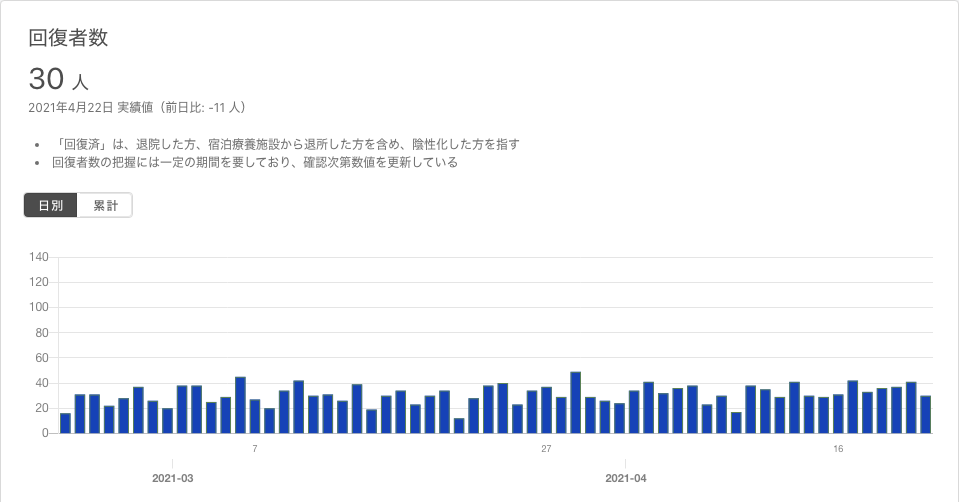 回復者数
30 人
2021年4月22日 実績値（前日比: -11 人）
• 「回復済」は、退院した方、宿泊療養施設から退所した方を含め、陰性化した方を指す
• 回復者数の把握には一定の期間を要しており、確認次第数値を更新している
日別 累計
140
120
100
80
60
40
20
0
7 27 16
2021-03 2021-04